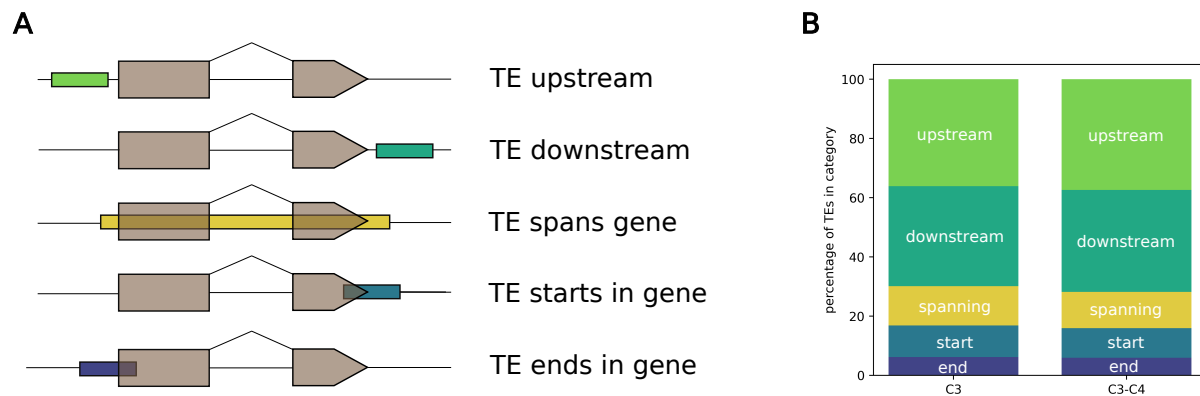 A
TE upstream
TE downstream
TE spans gene
TE starts in gene
TE ends in gene
B
percentage of TEs in category
100
80
60
40
20
0
upstream
downstream
spanning
start
end
upstream
downstream
spanning
start
end
C3
C3-C4